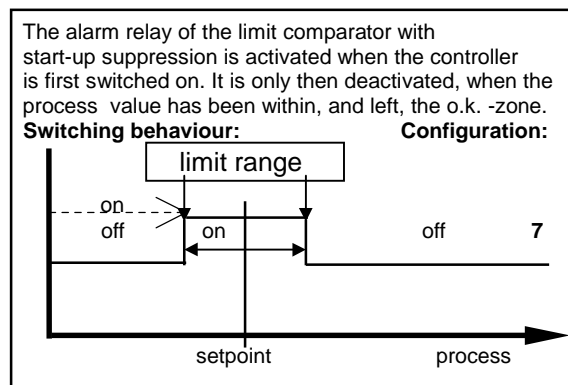 The alarm relay of the limit comparator with
start-up suppression is activated when the controller
is first switched on. It is only then deactivated, when the
process value has been within, and left, the o.k. -zone.
Switching behaviour: Configuration:
limit range
on
off on off 7
setpoint process